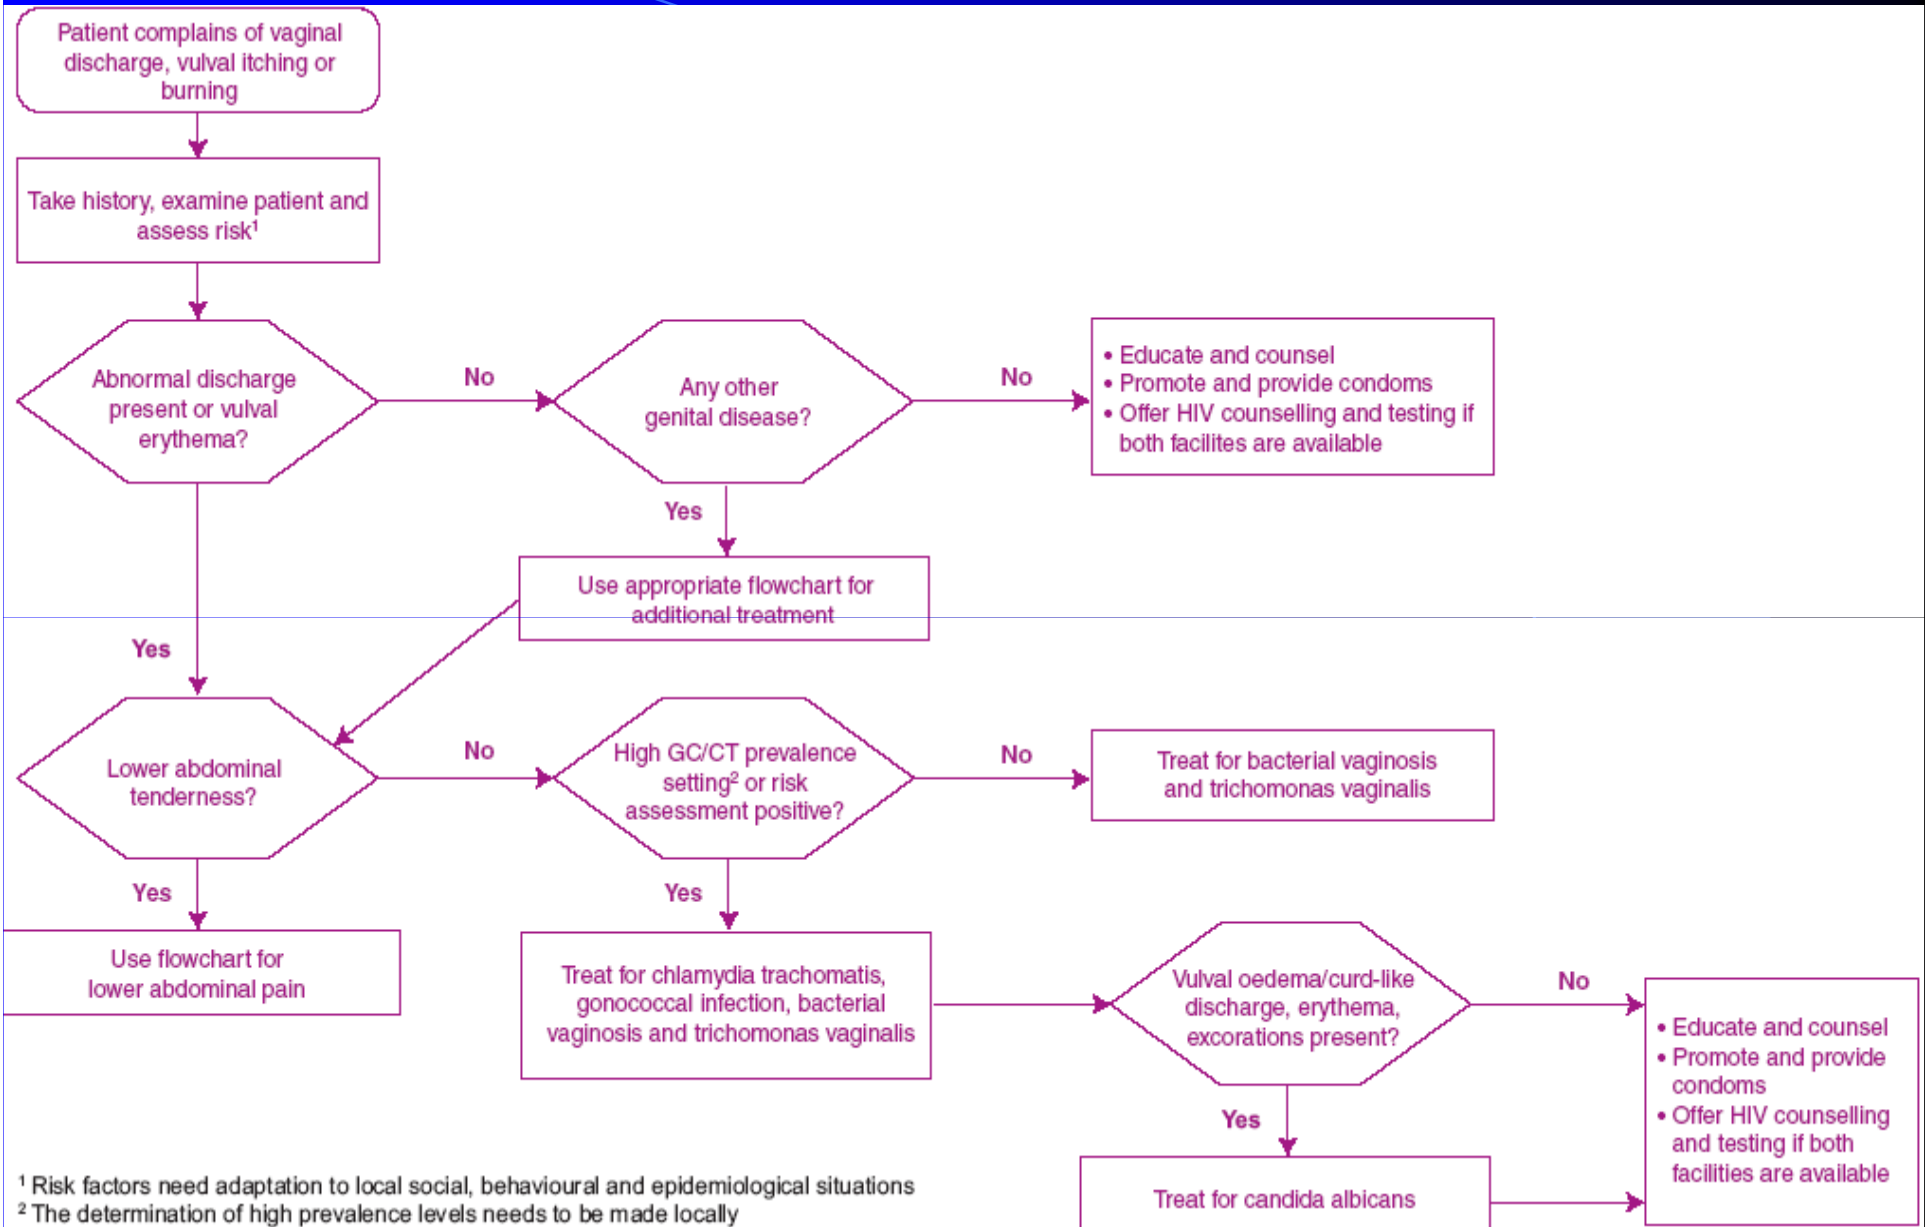 Patient complains of vaginal
discharge, vulval itching or
burning
Take history, examine patient and
assess risk¹
Abnormal discharge
present or vulval
erythema?
No
Any other
genital disease?
No
• Educate and counsel
• Promote and provide condoms
• Offer HIV counselling and testing if
both facilites are available
Yes
Use appropriate flowchart for
additional treatment
Yes
Lower abdominal
tenderness?
No
High GC/CT prevalence
setting² or risk
assessment positive?
No
Treat for bacterial vaginosis
and trichomonas vaginalis
Yes
Use flowchart for
lower abdominal pain
Yes
Treat for chlamydia trachomatis,
gonococcal infection, bacterial
vaginosis and trichomonas vaginalis
Vulval oedema/curd-like
discharge, erythema,
excorations present?
No
• Educate and counsel
• Promote and provide
condoms
• Offer HIV counselling
and testing if both
facilities are available
Yes
Treat for candida albicans
¹ Risk factors need adaptation to local social, behavioural and epidemiological situations
² The determination of high prevalence levels needs to be made locally